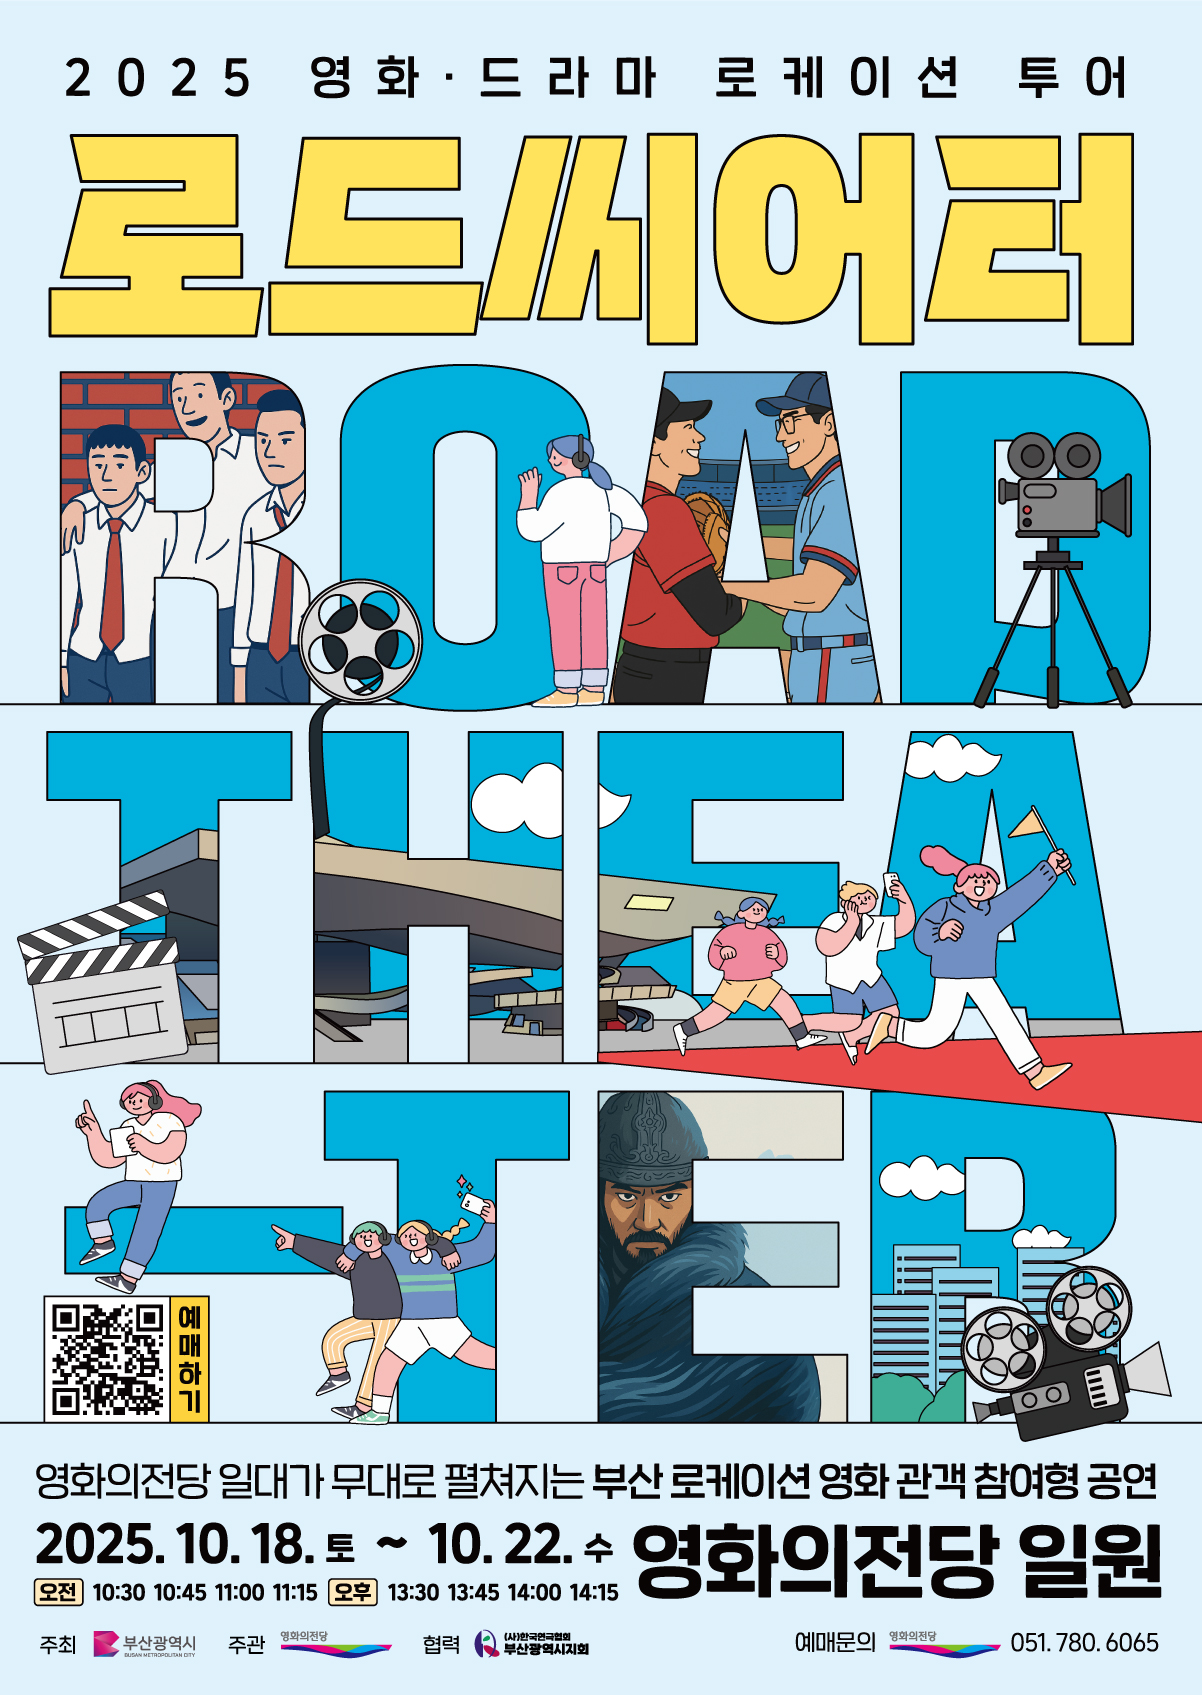 2025 영화·드라마 로케이션 투어
로드씨어터
ROAD
THEA
-TER
예매하기
영화의전당 일대가 무대로 펼쳐지는 부산 로케이션 영화 관객 참여형 공연
2025. 10. 18. 토 ~ 10. 22. 수 영화의전당 일원
오전 10:30 10:45 11:00 11:15 오후 13:30 13:45 14:00 14:15
주최 부산광역시 BUSAN METROPOLITAN CITY 주관 영화의전당 협력 (사)한국연극협회 부산광역시지회 예매문의 영화의전당 051. 780. 6065